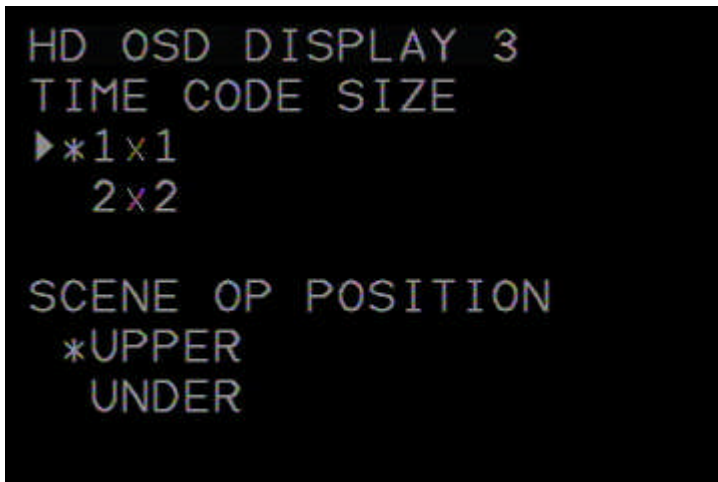 HD OSD DISPLAY 3
TIME CODE SIZE
▶*1x1
2x2
SCENE OP POSITION
*UPPER
UNDER